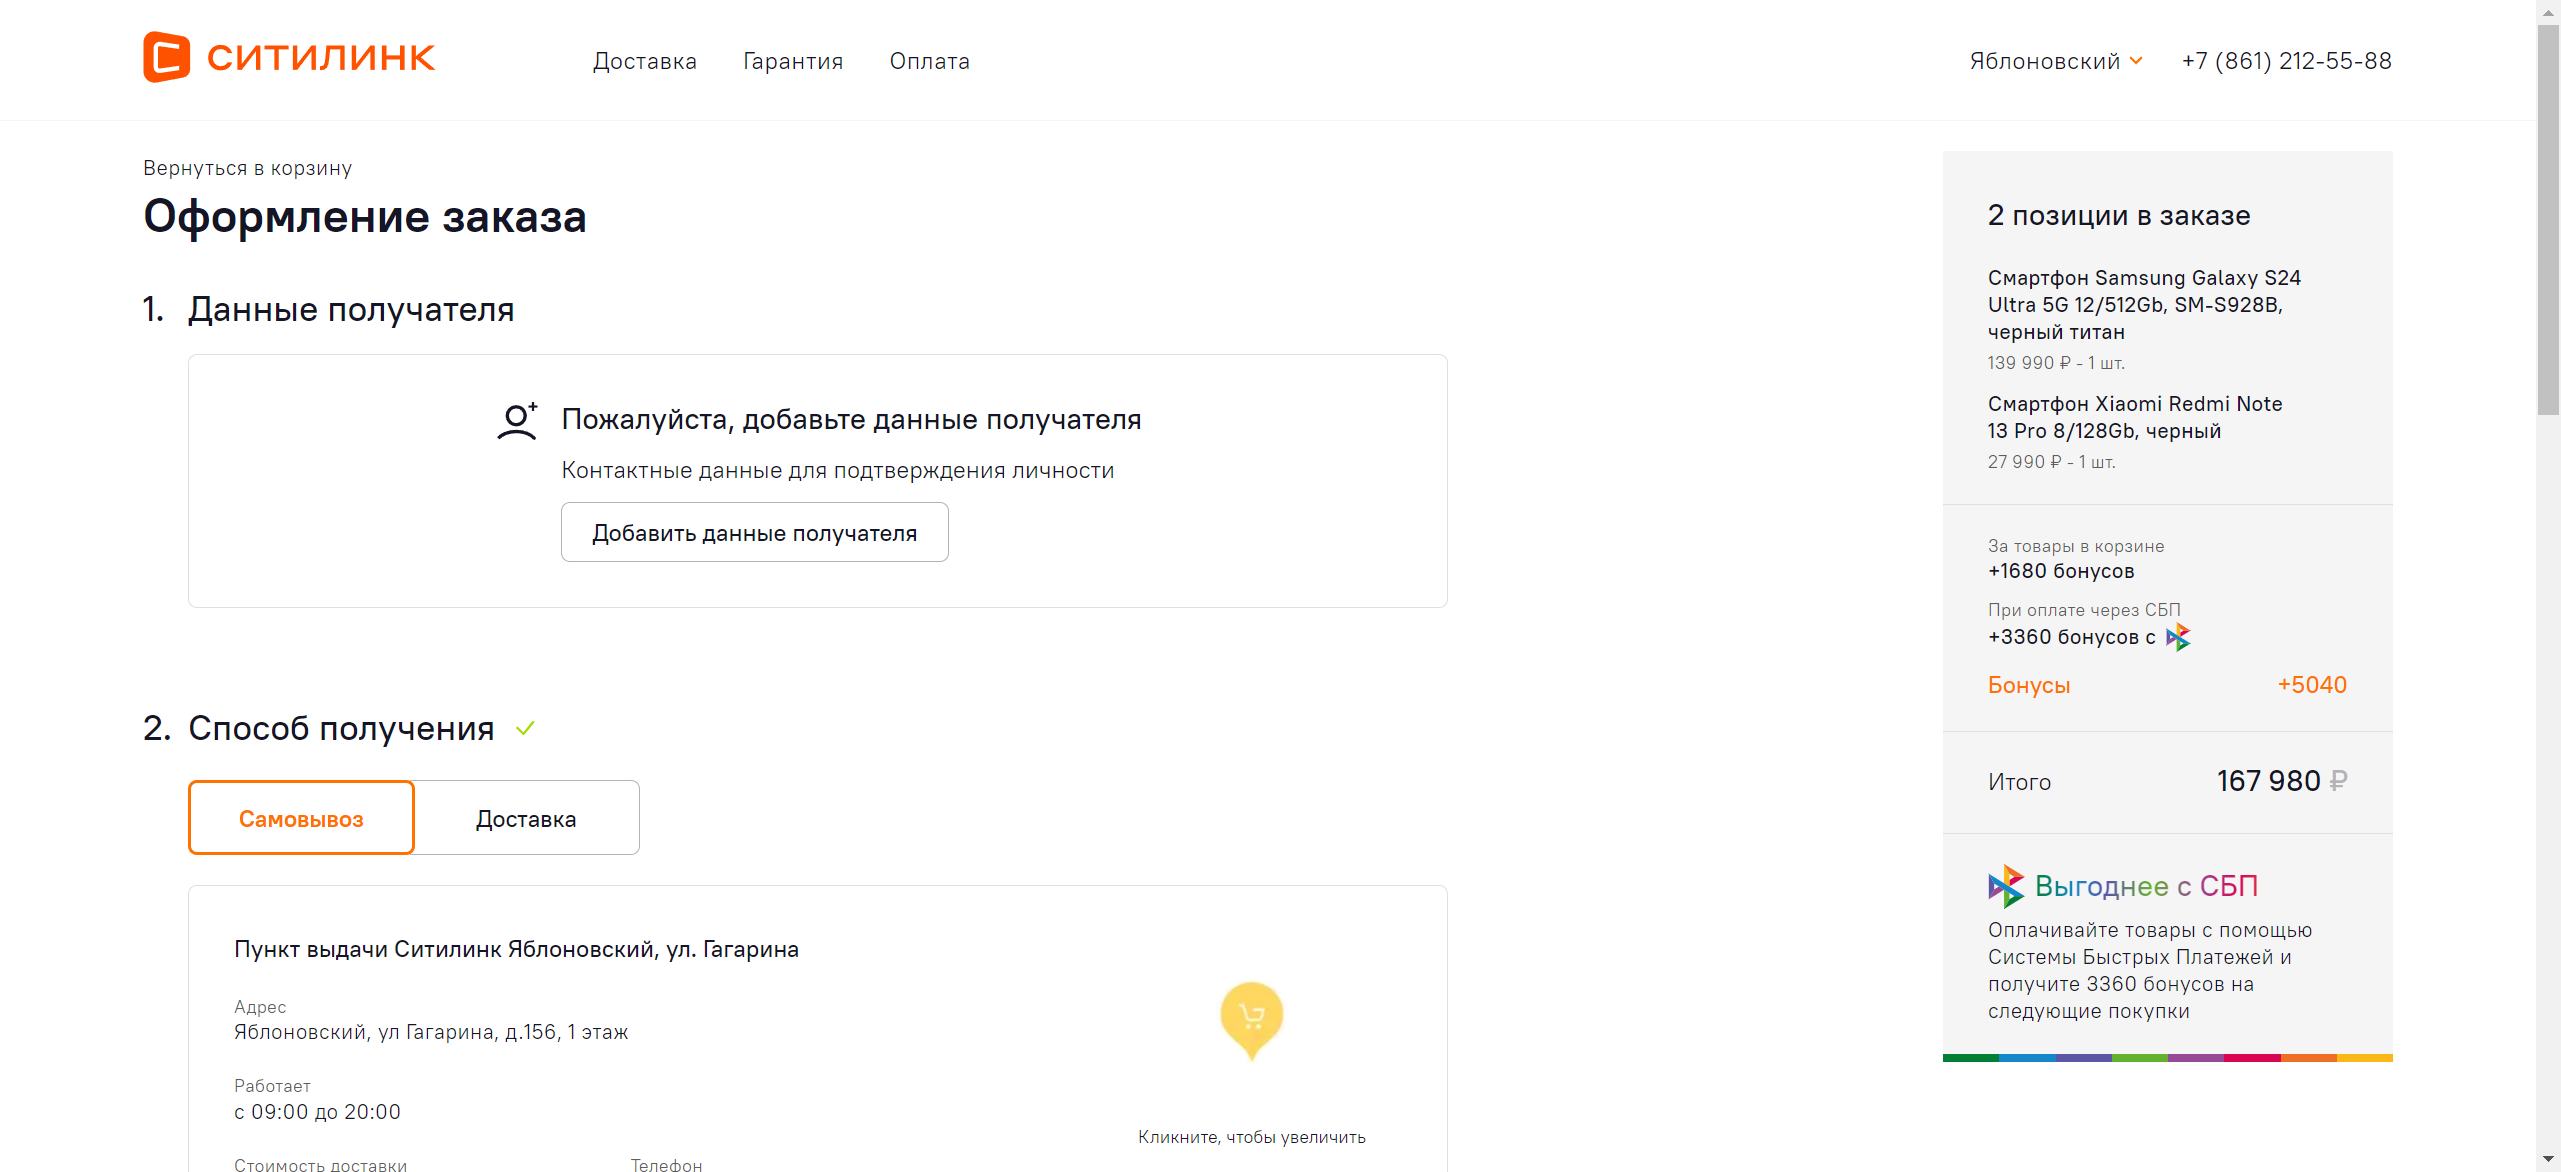 СИТИЛИНК
Доставка
Гарантия
Оплата
Яблоновский
+7 (861) 212-55-88
Вернуться в корзину
Оформление заказа
1. Данные получателя
Пожалуйста, добавьте данные получателя
Контактные данные для подтверждения личности
Добавить данные получателя
2. Способ получения
Самовывоз
Доставка
Пункт выдачи Ситилинк Яблоновский, ул. Гагарина
Адрес
Яблоновский, ул Гагарина, д.156, 1 этаж
Работает
с 09:00 до 20:00
Кликните, чтобы увеличить
Стоимость доставки
Телефон
2 позиции в заказе
Смартфон Samsung Galaxy S24
Ultra 5G 12/512Gb, SM-S928B,
черный титан
139 990 ₽ - 1 шт.
Смартфон Xiaomi Redmi Note
13 Pro 8/128Gb, черный
27 990 ₽ - 1 шт.
За товары в корзине
+1680 бонусов
При оплате через СБП
+3360 бонусов с
Бонусы
+5040
Итого
167 980 ₽
Выгоднее с СБП
Оплачивайте товары с помощью
Системы Быстрых Платежей и
получите 3360 бонусов на
следующие покупки